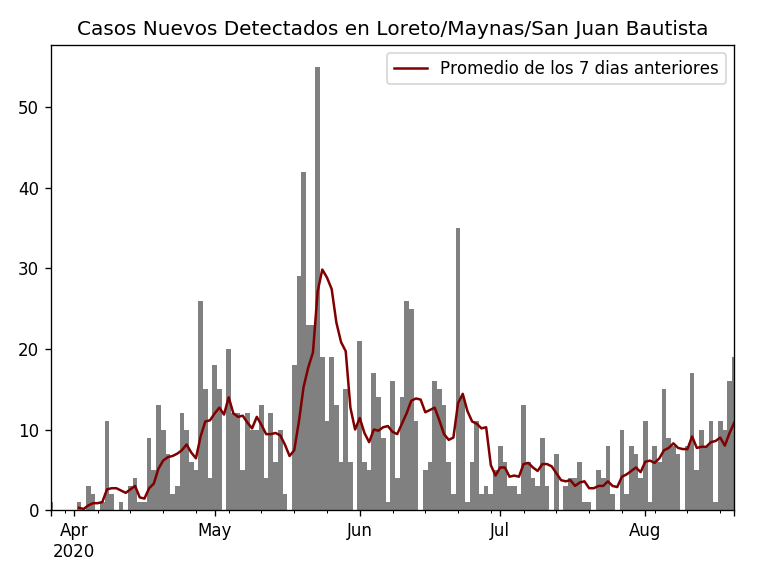 Casos Nuevos Detectados en Loreto/Maynas/San Juan Bautista
Promedio de los 7 dias anteriores
50
40
30
20
10
0
Apr May Jun Jul Aug
2020